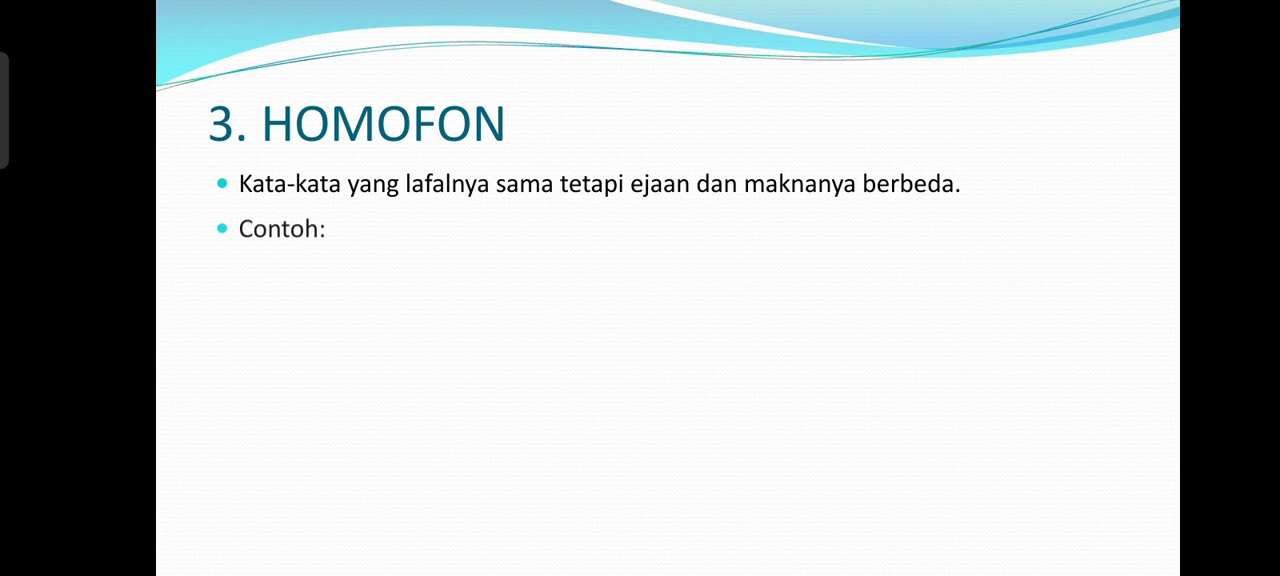 3. HOMOFON
Kata-kata yang lafalnya sama tetapi ejaan dan maknanya berbeda.
Contoh: